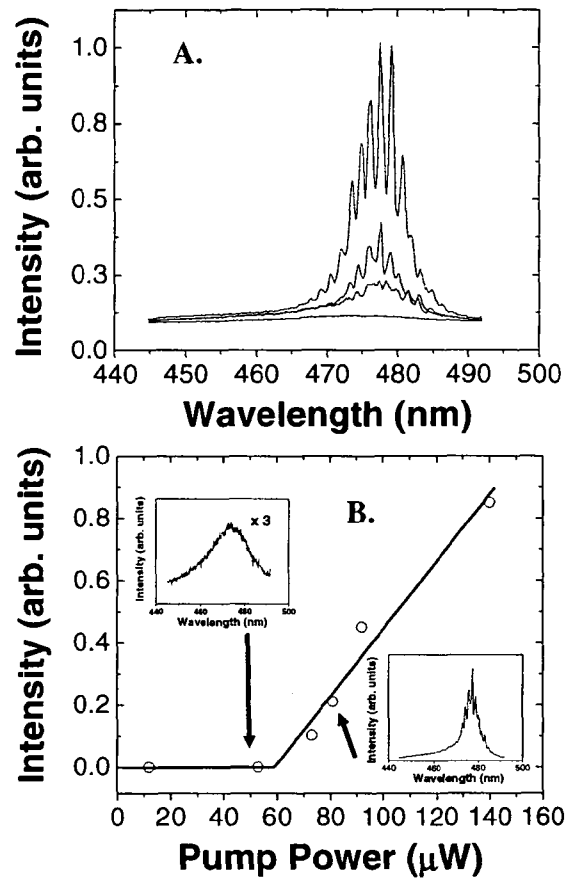 A.
Intensity (arb. units)
1.0
0.8
0.5
0.3
0.0
440 450 460 470 480 490 500
Wavelength (nm)
B.
Intensity (arb. units)
1.0
0.8
0.6
0.4
0.2
0.0
Intensity (arb. units)
x 3
440 460 480 500
Wavelength (nm)
Intensity (arb. units)
440 460 480 500
Wavelength (nm)
0 20 40 60 80 100 120 140 160
Pump Power (μW)